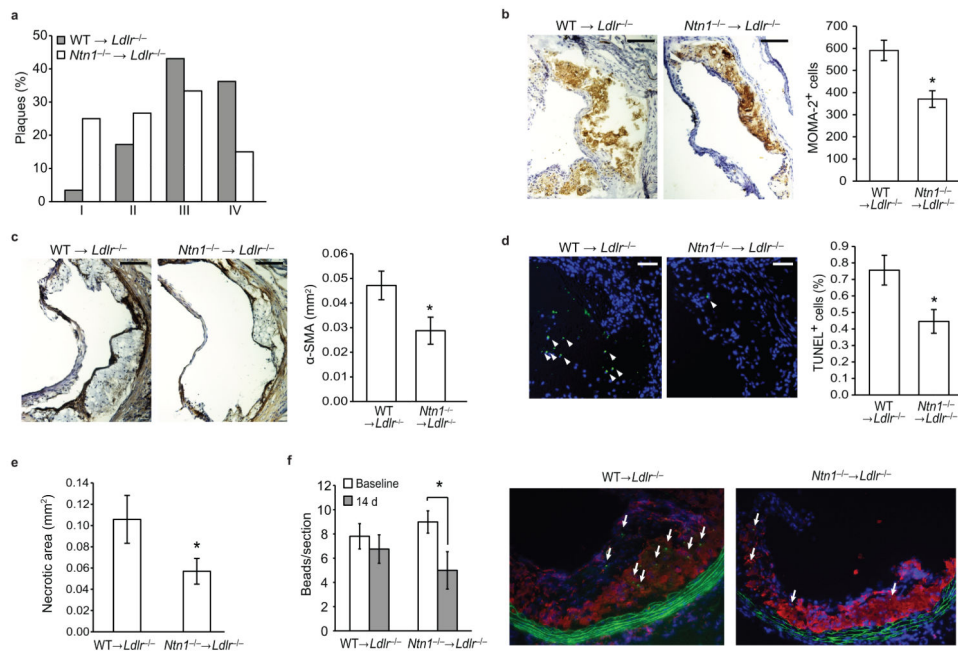 a
WT → Ldlr–/–
Ntn1–/– → Ldlr–/–
Plaques (%)
50
40
30
20
10
0
I II III IV
b
WT → Ldlr–/– Ntn1–/– → Ldlr–/–
MOMA-2+ cells
700
600
500
400
300
200
100
0
WT Ntn1–/–
→Ldlr–/– →Ldlr–/–
*
c
WT → Ldlr–/– Ntn1–/– → Ldlr–/–
α-SMA (mm2)
0.06
0.05
0.04
0.03
0.02
0.01
0.00
*
WT Ntn1–/–
→Ldlr–/– →Ldlr–/–
d
WT → Ldlr–/– Ntn1–/– → Ldlr–/–
TUNEL+ cells (%)
0.9
0.8
0.7
0.6
0.5
0.4
0.3
0.2
0.1
0.0
*
WT Ntn1–/–
→Ldlr–/– →Ldlr–/–
e
Necrotic area (mm2)
0.14
0.12
0.10
0.08
0.06
0.04
0.02
0.00
*
WT→Ldlr–/– Ntn1–/–→Ldlr–/–
f
Baseline
14 d
*
Beads/section
12
10
8
6
4
2
0
WT→Ldlr–/– Ntn1–/–→Ldlr–/–
WT→Ldlr–/– Ntn1–/–→Ldlr–/–